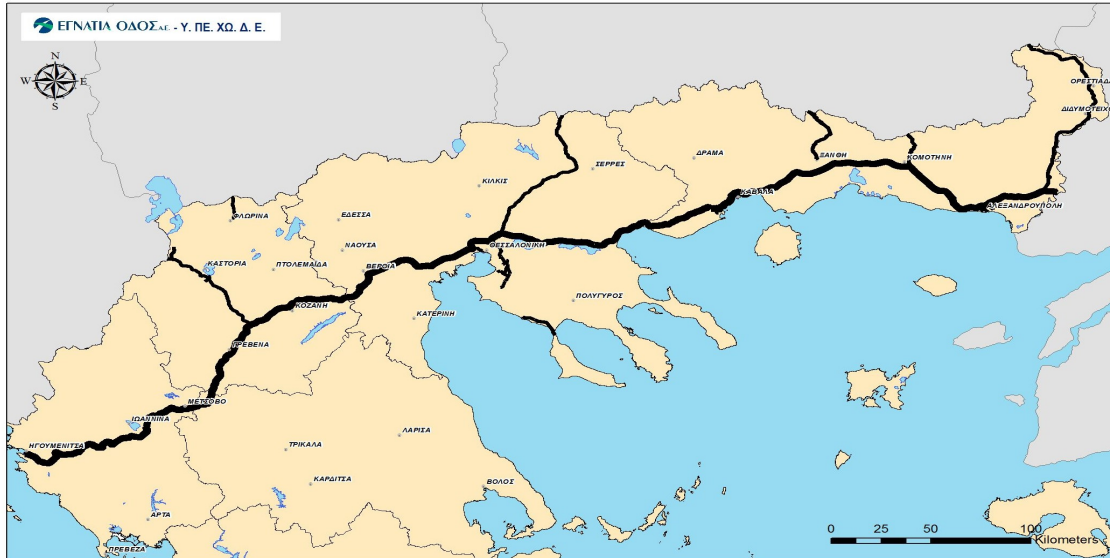 ΕΓΝΑΤΙΑ ΟΔΟΣ Α.Ε. - Υ. ΠΕ. ΧΩ. Δ. Ε.
N
W E
S
ΟΡΕΣΤΙΑΔΑ
ΔΙΔΥΜΟΤΕΙΧΟ
ΞΑΝΘΗ
ΚΟΜΟΤΗΝΗ
ΔΡΑΜΑ
ΣΕΡΡΕΣ
ΚΙΛΚΙΣ
ΚΑΒΑΛΑ
ΑΛΕΞΑΝΔΡΟΥΠΟΛΗ
ΦΛΩΡΙΝΑ
ΕΔΕΣΣΑ
ΝΑΟΥΣΑ
ΘΕΣΣΑΛΟΝΙΚΗ
ΚΑΣΤΟΡΙΑ
ΠΤΟΛΕΜΑΙΔΑ
ΒΕΡΟΙΑ
ΠΟΛΥΓΥΡΟΣ
ΚΟΖΑΝΗ
ΚΑΤΕΡΙΝΗ
ΓΡΕΒΕΝΑ
ΜΕΤΣΟΒΟ
ΙΩΑΝΝΙΝΑ
ΗΓΟΥΜΕΝΙΤΣΑ
ΛΑΡΙΣΑ
ΤΡΙΚΑΛΑ
ΚΑΡΔΙΤΣΑ
ΒΟΛΟΣ
ΑΡΤΑ
ΠΡΕΒΕΖΑ
0 25 50 100
Kilometers